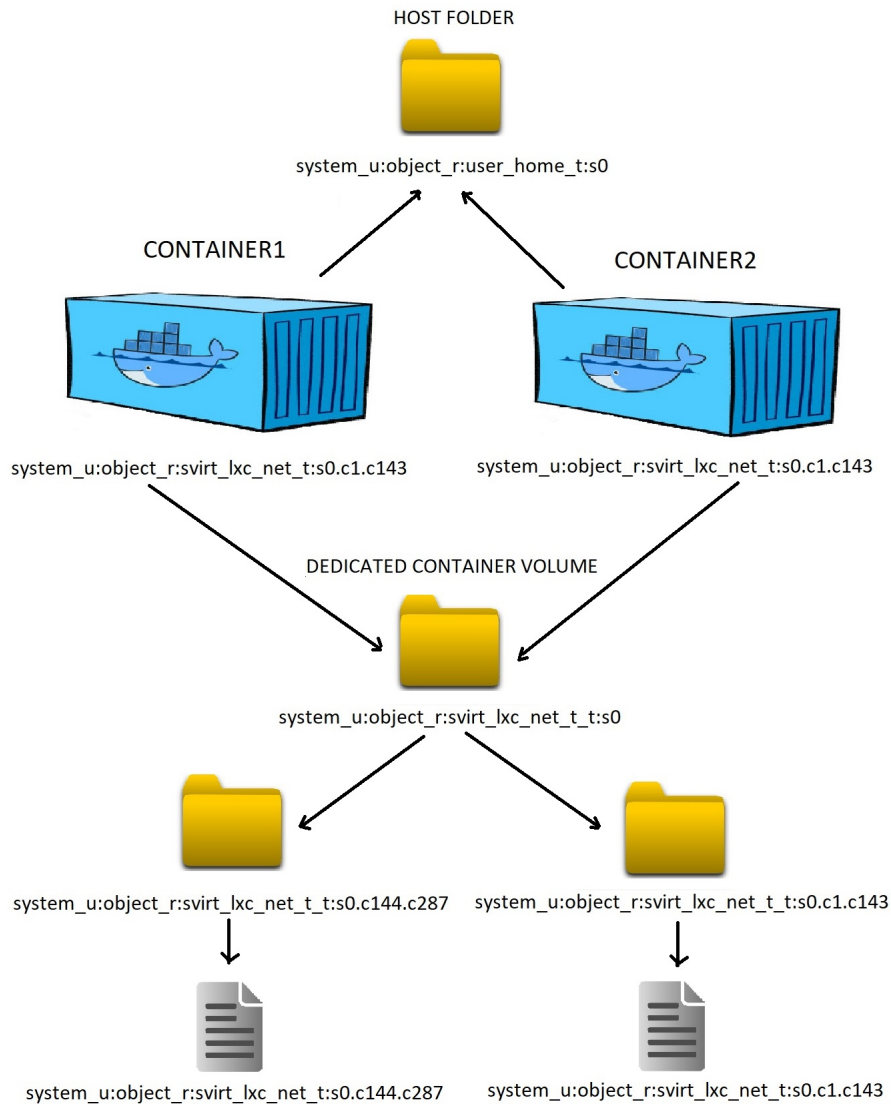 HOST FOLDER
system_u:object_r:user_home_t:s0
CONTAINER1
CONTAINER2
system_u:object_r:svirt_lxc_net_t:s0.c1.c143
system_u:object_r:svirt_lxc_net_t:s0.c1.c143
DEDICATED CONTAINER VOLUME
system_u:object_r:svirt_lxc_net_t_t:s0
system_u:object_r:svirt_lxc_net_t_t:s0.c144.c287
system_u:object_r:svirt_lxc_net_t_t:s0.c1.c143
system_u:object_r:svirt_lxc_net_t:s0.c144.c287
system_u:object_r:svirt_lxc_net_t:s0.c1.c143